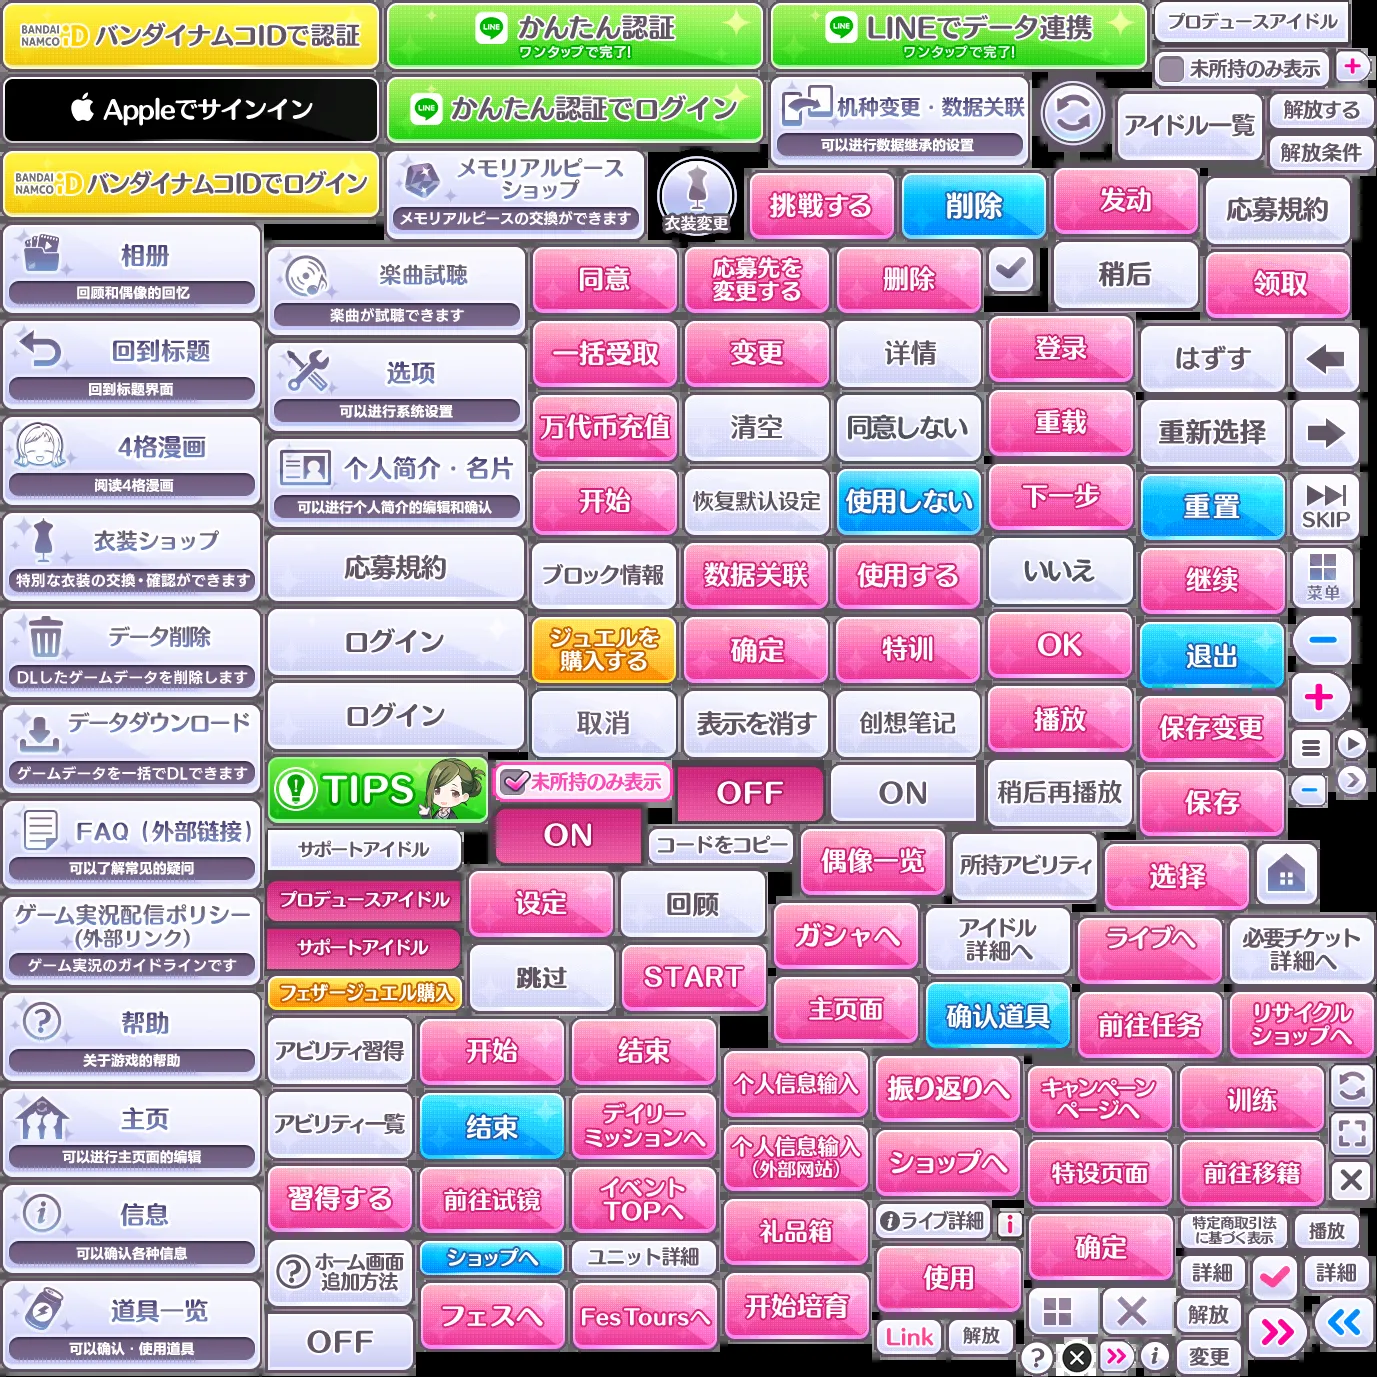 BANDAI NAMCO iD バンダイナムコIDで認証
LINE かんたん認証
ワンタップで完了!
LINE LINEでデータ連携
ワンタップで完了!
プロデュースアイドル
未所持のみ表示
Appleでサインイン
LINE かんたん認証でログイン
机种变更・数据关联
可以进行数据继承的设置
アイドル一覧
解放する
解放条件
BANDAI NAMCO iD バンダイナムコIDでログイン
メモリアルピース
ショップ
メモリアルピースの交換ができます
衣装変更
挑戦する
削除
发动
応募規約
相册
回顾和偶像的回忆
楽曲試聴
楽曲が試聴できます
同意
応募先を
変更する
删除
稍后
领取
回到标题
回到标题界面
选项
可以进行系统设置
一括受取
变更
详情
登录
はずす
4格漫画
阅读4格漫画
个人简介・名片
可以进行个人简介的编辑和确认
万代币充值
清空
同意しない
重载
重新选择
开始
恢复默认设定
使用しない
下一步
重置
SKIP
衣装ショップ
特別な衣装の交換・確認ができます
応募規約
ブロック情報
数据关联
使用する
いいえ
继续
菜单
データ削除
DLしたゲームデータを削除します
ログイン
ジュエルを
購入する
确定
特训
OK
退出
データダウンロード
ゲームデータを一括でDLできます
ログイン
取消
表示を消す
创想笔记
播放
保存变更
TIPS
未所持のみ表示
OFF
ON
稍后再播放
保存
FAQ（外部链接）
可以了解常见的疑问
サポートアイドル
ON
コードをコピー
偶像一览
所持アビリティ
选择
プロデュースアイドル
设定
回顾
ゲーム実況配信ポリシー
(外部リンク)
ゲーム実況のガイドラインです
サポートアイドル
ガシャへ
アイドル
詳細へ
ライブへ
必要チケット
詳細へ
フェザージュエル購入
跳过
START
主页面
确认道具
前往任务
リサイクル
ショップへ
帮助
关于游戏的帮助
アビリティ習得
开始
结束
个人信息输入
振り返りへ
キャンペーン
ページへ
训练
主页
可以进行主页面的编辑
アビリティ一覧
结束
デイリー
ミッションへ
个人信息输入
(外部网站)
ショップへ
特设页面
前往移籍
信息
可以确认各种信息
習得する
前往试镜
イベント
TOPへ
礼品箱
ライブ詳細
确定
特定商取引法
に基づく表示
播放
ホーム画面
追加方法
ショップへ
ユニット詳細
使用
詳細
詳細
道具一览
可以确认・使用道具
OFF
フェスへ
Fes Toursへ
开始培育
Link
解放
解放
変更